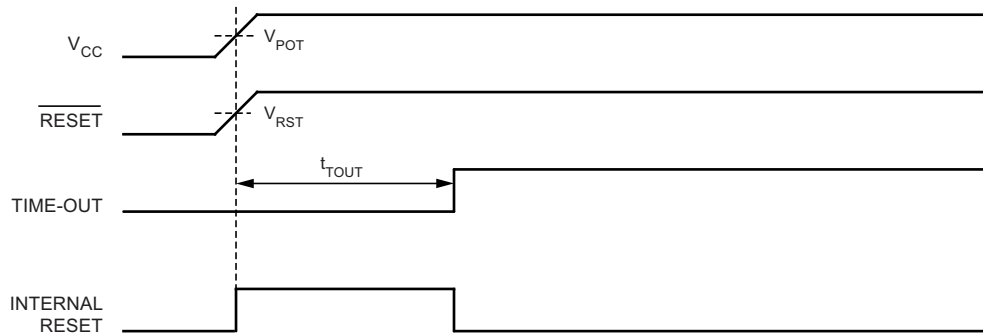 VCC
VPOT
RESET
VRST
tTOUT
TIME-OUT
INTERNAL
RESET